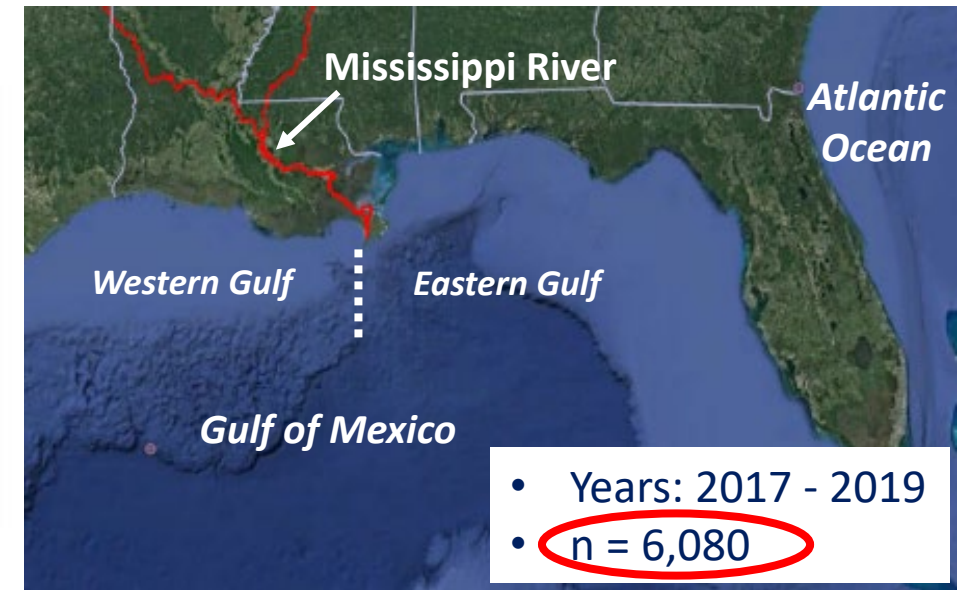 Mississippi River
Atlantic
Ocean
Western Gulf
Eastern Gulf
Gulf of Mexico
• Years: 2017 - 2019
• n = 6,080